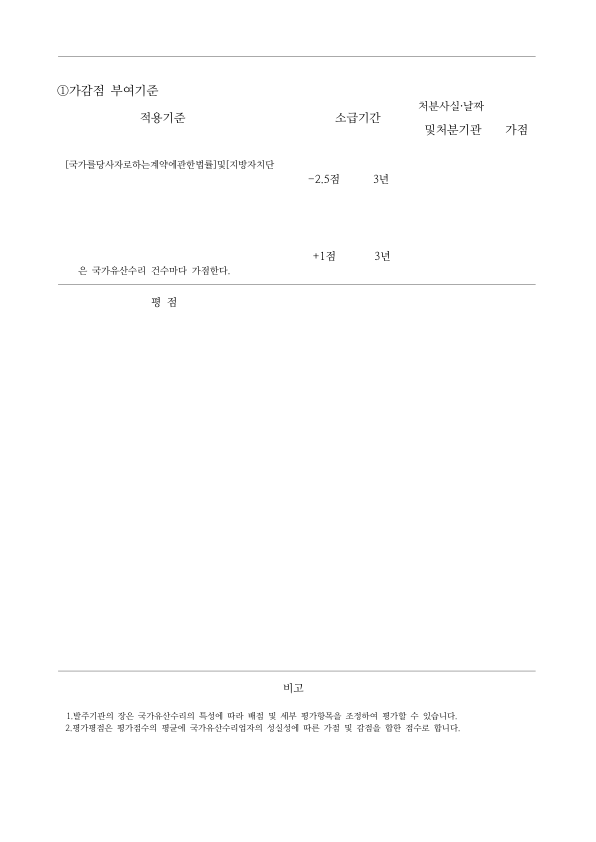 ①가감점 부여기준
처분사실·날짜
적용기준 소급기간
및처분기관 가점
[국가를당사자로하는계약에관한법률]및[지방자치단
-2.5점 3년
+1점 3년
은 국가유산수리 건수마다 가점한다.
평 점
비고
1.발주기관의 장은 국가유산수리의 특성에 따라 배점 및 세부 평가항목을 조정하여 평가할 수 있습니다.
2.평가평점은 평가점수의 평균에 국가유산수리업자의 성실성에 따른 가점 및 감점을 합한 점수로 합니다.